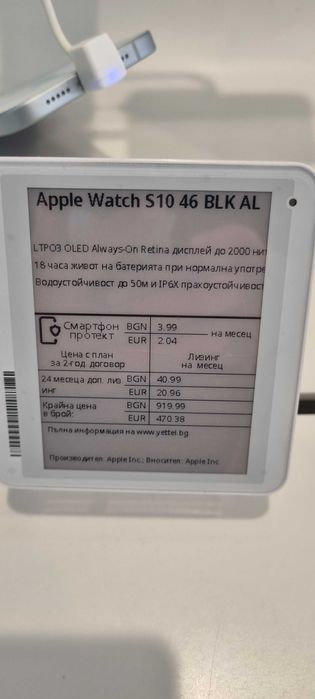 Apple Watch S10 46 BLK AL
LTPO3 OLED Always-On Retina дисплей до 2000 нит
18 часа живот на батерията при нормална употре
Водоустойчивост до 50м и IP6X прахоустойчивост
Смартфон BGN 3.99 на месец
протект EUR 2.04
Цена с план Лизинг
за 2 год. договор на месец
24 месеца доп. лиз BGN 40.99
инг EUR 20.96
Крайна цена BGN 919.99
в брой: EUR 470.38
Пълна информация на www.yettel.bg
Производител: Apple Inc.; Вносител: Apple Inc